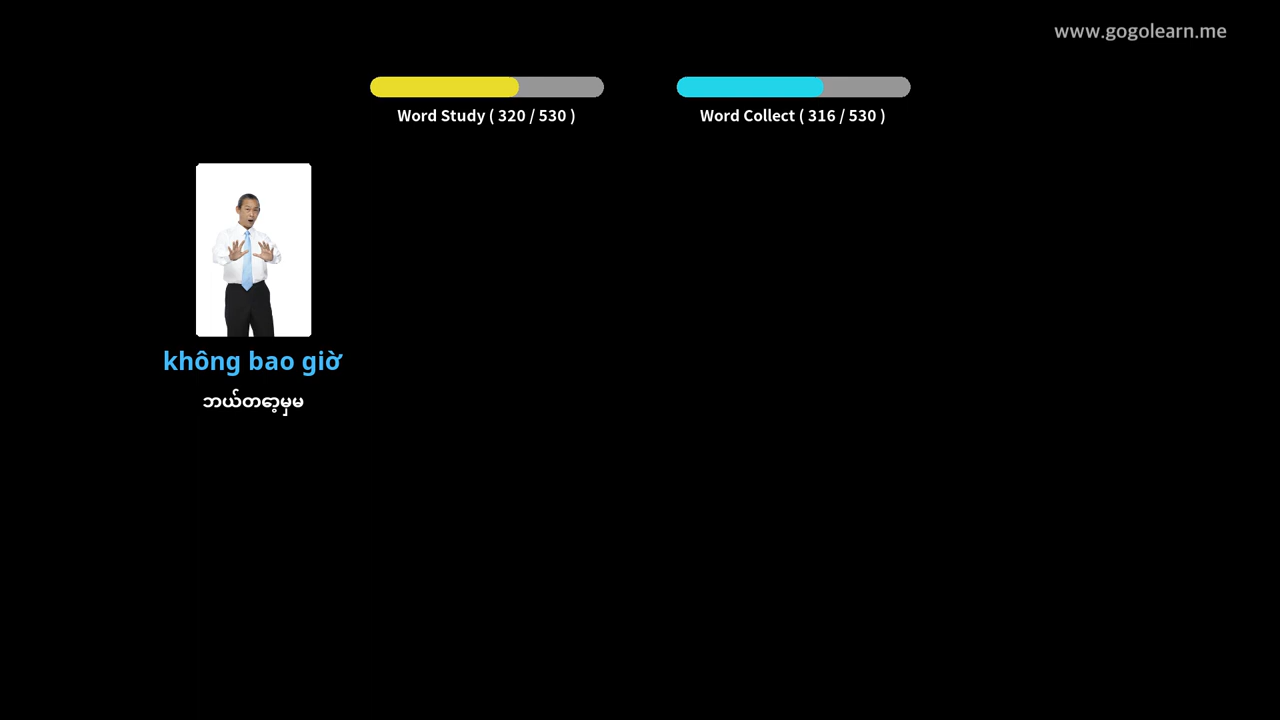 www.gogolearn.me
Word Study ( 320 / 530 )
Word Collect ( 316 / 530 )
không bao giờ
ဘယ်တော့မှမ